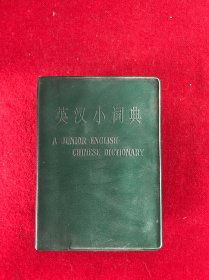 英汉小词典
A JUNIOR ENGLISH-
CHINESE DICTIONARY